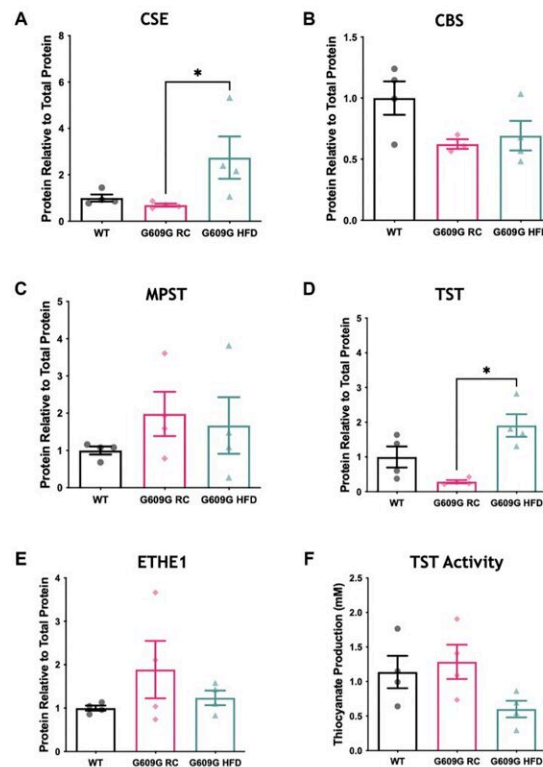 A
CSE
Protein Relative to Total Protein
8
6
4
2
0
*
WT
G609G RC
G609G HFD
B
CBS
Protein Relative to Total Protein
1.5
1.0
0.5
0.0
WT
G609G RC
G609G HFD
C
MPST
Protein Relative to Total Protein
5
4
3
2
1
0
WT
G609G RC
G609G HFD
D
TST
Protein Relative to Total Protein
5
4
3
2
1
0
*
WT
G609G RC
G609G HFD
E
ETHE1
Protein Relative to Total Protein
4
3
2
1
0
WT
G609G RC
G609G HFD
F
TST Activity
Thiocyanate Production (mM)
2.5
2.0
1.5
1.0
0.5
0.0
WT
G609G RC
G609G HFD